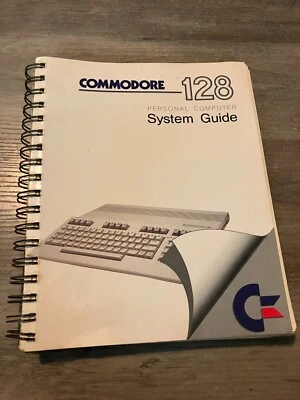 COMMODORE 128
PERSONAL COMPUTER
System Guide